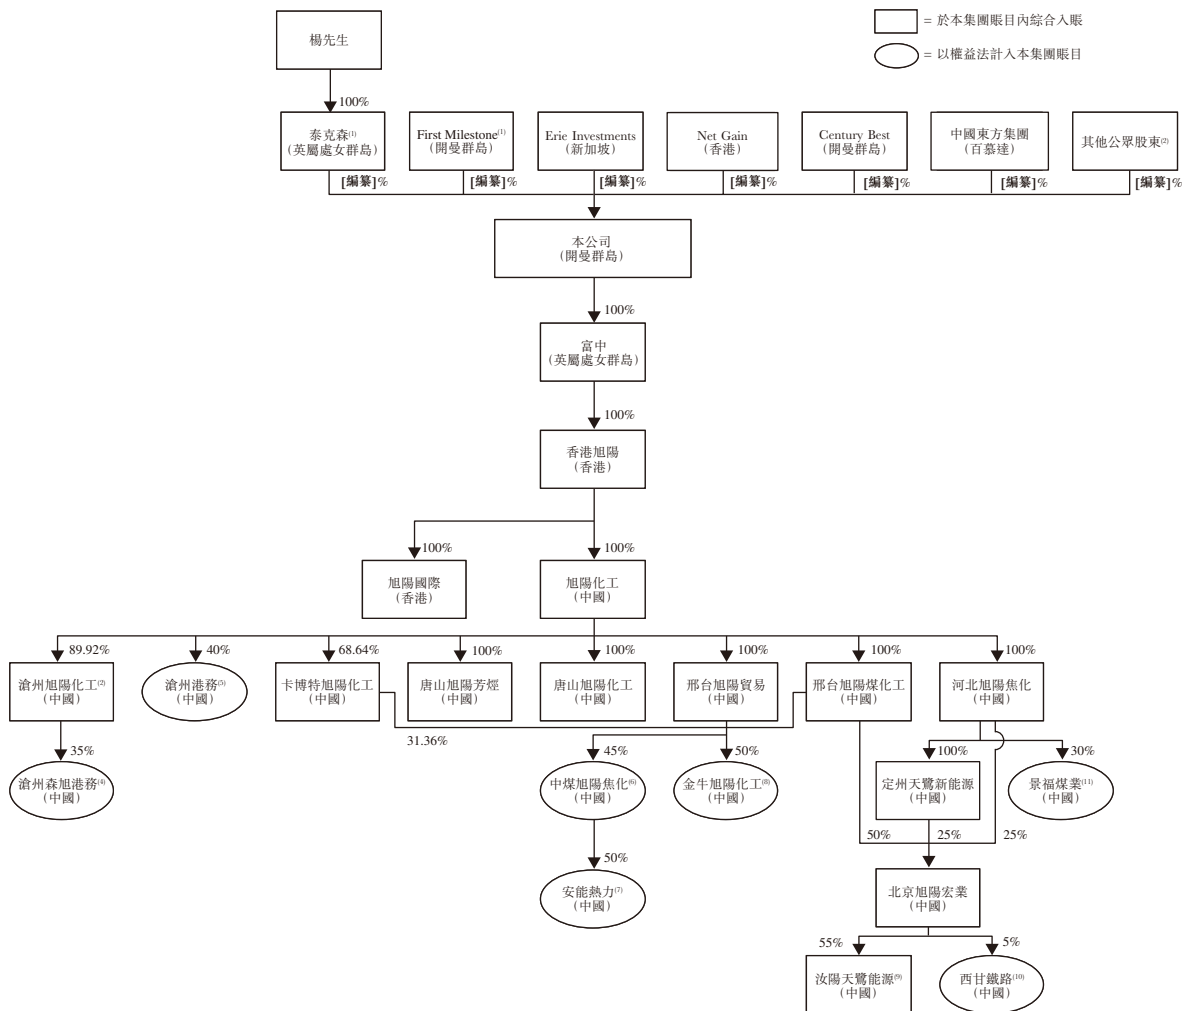 = 於本集團賬目內綜合入賬
= 以權益法計入本集團賬目
楊先生
100%
泰克森(1)
(英屬處女群島)
First Milestone(1)
(開曼群島)
Erie Investments
(新加坡)
Net Gain
(香港)
Century Best
(開曼群島)
中國東方集團
(百慕達)
其他公眾股東(2)
[編纂]%
[編纂]%
[編纂]%
[編纂]%
[編纂]%
[編纂]%
[編纂]%
本公司
(開曼群島)
100%
富中
(英屬處女群島)
100%
香港旭陽
(香港)
100%
100%
旭陽國際
(香港)
旭陽化工
(中國)
89.92%
40%
68.64%
100%
100%
100%
100%
100%
滄州旭陽化工(2)
(中國)
滄州港務(5)
(中國)
卡博特旭陽化工
(中國)
唐山旭陽芳烴
(中國)
唐山旭陽化工
(中國)
邢台旭陽貿易
(中國)
邢台旭陽煤化工
(中國)
河北旭陽焦化
(中國)
31.36%
35%
45%
50%
100%
30%
滄州森旭港務(4)
(中國)
中煤旭陽焦化(6)
(中國)
金牛旭陽化工(8)
(中國)
定州天鷺新能源
(中國)
景福煤業(11)
(中國)
50%
25%
25%
50%
安能熱力(7)
(中國)
北京旭陽宏業
(中國)
55%
5%
汝陽天鷺能源(9)
(中國)
西甘鐵路(10)
(中國)